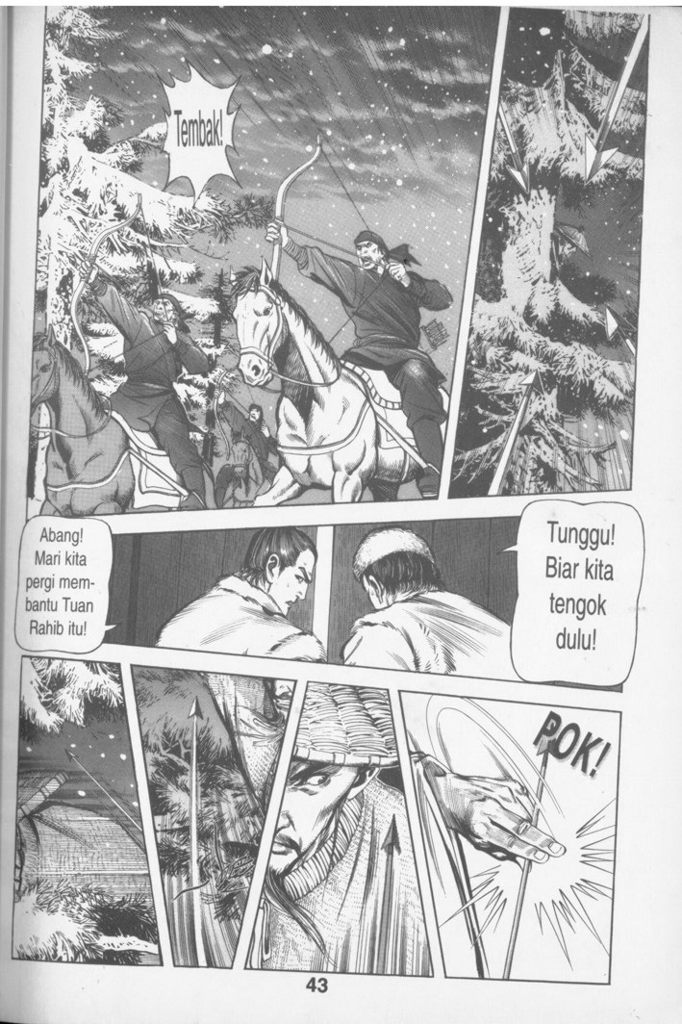 Tembak!
Abang!
Mari kita
pergi mem-
bantu Tuan
Rahib itu!
Tunggu!
Biar kita
tengok
dulu!
POK!
43